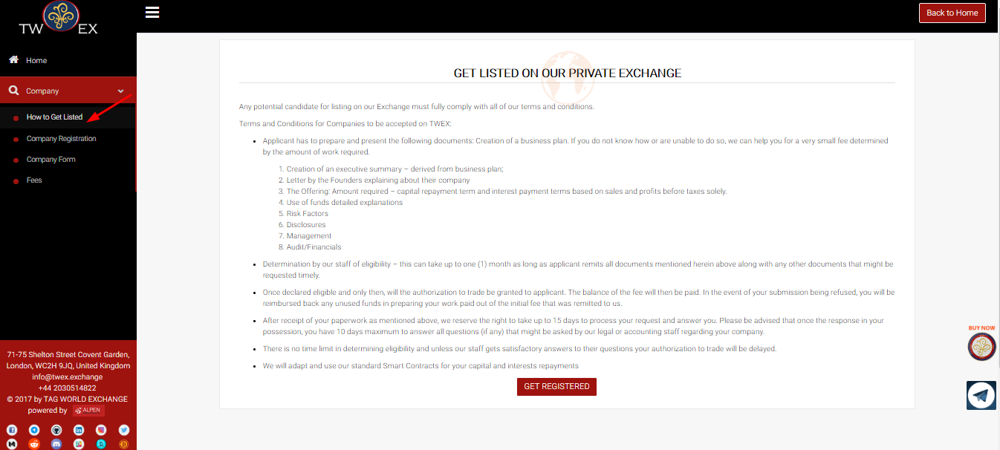 TW EX
Back to Home
Home
Company
How to Get Listed
Company Registration
Company Form
Fees
GET LISTED ON OUR PRIVATE EXCHANGE
Any potential candidate for listing on our Exchange must fully comply with all of our terms and conditions.
Terms and Conditions for Companies to be accepted on TWEX:
• Applicant has to prepare and present the following documents: Creation of a business plan. If you do not know how or are unable to do so, we can help you for a very small fee determined
by the amount of work required.
1. Creation of an executive summary – derived from business plan;
2. Letter by the Founders explaining about their company
3. The Offering: Amount required – capital repayment term and interest payment terms based on sales and profits before taxes solely.
4. Use of funds detailed explanations
5. Risk Factors
6. Disclosures
7. Management
8. Audit/Financials
• Determination by our staff of eligibility – this can take up to one (1) month as long as applicant remits all documents mentioned herein above along with any other documents that might be
requested timely.
• Once declared eligible and only then, will the authorization to trade be granted to applicant. The balance of the fee will then be paid. In the event of your submission being refused, you will be
reimbursed back any unused funds in preparing your work paid out of the initial fee that was remitted to us.
• After receipt of your paperwork as mentioned above, we reserve the right to take up to 15 days to process your request and answer you. Please be advised that once the response in your
possession, you have 10 days maximum to answer all questions (if any) that might be asked by our legal or accounting staff regarding your company.
• There is no time limit in determining eligibility and unless our staff gets satisfactory answers to their questions your authorization to trade will be delayed.
• We will adapt and use our standard Smart Contracts for your capital and interests repayments
GET REGISTERED
BUY NOW
71-75 Shelton Street Covent Garden,
London, WC2H 9JQ, United Kingdom
info@twex.exchange
+44 2030514822
© 2017 by TAG WORLD EXCHANGE
powered by ALPEN